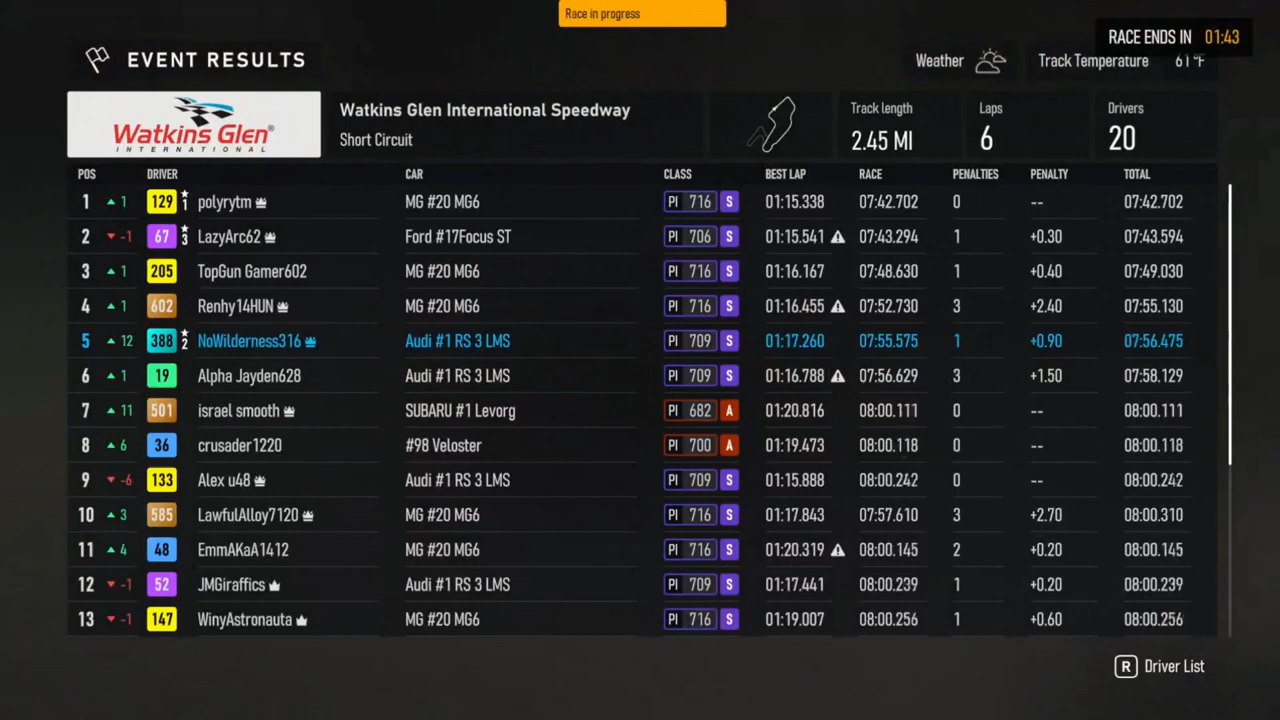 Race in progress
RACE ENDS IN 01:43
EVENT RESULTS
Weather Track Temperature 61°F
Watkins Glen®
INTERNATIONAL
Watkins Glen International Speedway
Short Circuit
Track length 2.45 MI
Laps 6
Drivers 20
POS DRIVER CAR CLASS BEST LAP RACE PENALTIES PENALTY TOTAL
1 1 129 1 polyrytm MG #20 MG6 PI 716 S 01:15.338 07:42.702 0 -- 07:42.702
2 -1 67 3 LazyArc62 Ford #17Focus ST PI 706 S 01:15.541 07:43.294 1 +0.30 07:43.594
3 1 205 TopGun Gamer602 MG #20 MG6 PI 716 S 01:16.167 07:48.630 1 +0.40 07:49.030
4 1 602 Renhy14HUN MG #20 MG6 PI 716 S 01:16.455 07:52.730 3 +2.40 07:55.130
5 12 388 2 NoWilderness316 Audi #1 RS 3 LMS PI 709 S 01:17.260 07:55.575 1 +0.90 07:56.475
6 1 19 Alpha Jayden628 Audi #1 RS 3 LMS PI 709 S 01:16.788 07:56.629 3 +1.50 07:58.129
7 11 501 israel smooth SUBARU #1 Levorg PI 682 A 01:20.816 08:00.111 0 -- 08:00.111
8 6 36 crusader1220 #98 Veloster PI 700 A 01:19.473 08:00.118 0 -- 08:00.118
9 -6 133 Alex u48 Audi #1 RS 3 LMS PI 709 S 01:15.888 08:00.242 0 -- 08:00.242
10 3 585 LawfulAlloy7120 MG #20 MG6 PI 716 S 01:17.843 07:57.610 3 +2.70 08:00.310
11 4 48 EmmAKaA1412 MG #20 MG6 PI 716 S 01:20.319 08:00.145 2 +0.20 08:00.145
12 -1 52 JMGiraffics Audi #1 RS 3 LMS PI 709 S 01:17.441 08:00.239 1 +0.20 08:00.239
13 -1 147 WinyAstronauta MG #20 MG6 PI 716 S 01:19.007 08:00.256 1 +0.60 08:00.256
R Driver List